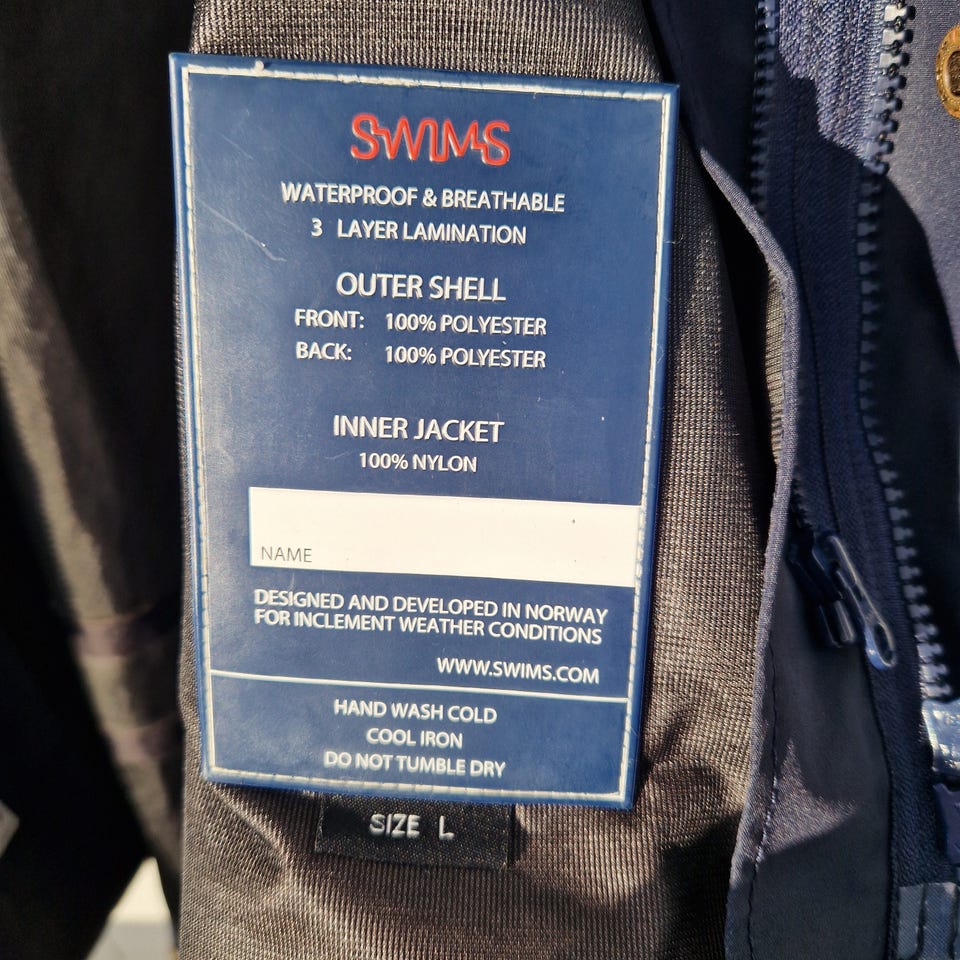 SWIMS
WATERPROOF & BREATHABLE
3 LAYER LAMINATION
OUTER SHELL
FRONT: 100% POLYESTER
BACK: 100% POLYESTER
INNER JACKET
100% NYLON
NAME
DESIGNED AND DEVELOPED IN NORWAY
FOR INCLEMENT WEATHER CONDITIONS
WWW.SWIMS.COM
HAND WASH COLD
COOL IRON
DO NOT TUMBLE DRY
SIZE L